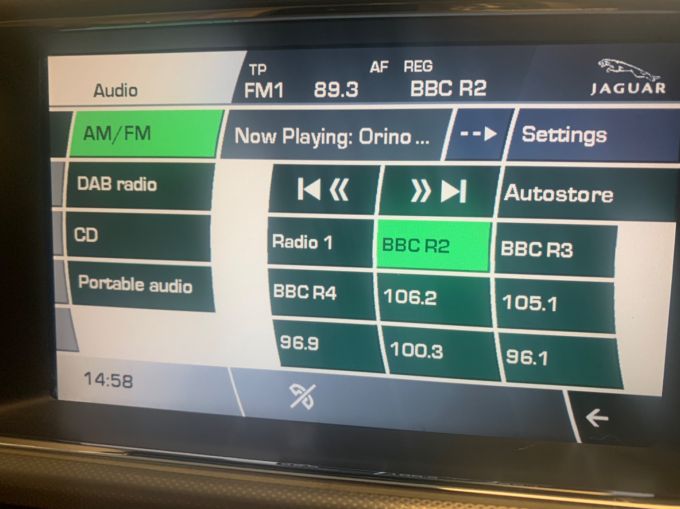 TP AF REG
Audio FM1 89.3 BBC R2 JAGUAR
AM/FM Now Playing: Orino ... Settings
DAB radio Autostore
CD Radio 1 BBC R2 BBC R3
Portable audio BBC R4 106.2 105.1
96.9 100.3 96.1
14:58